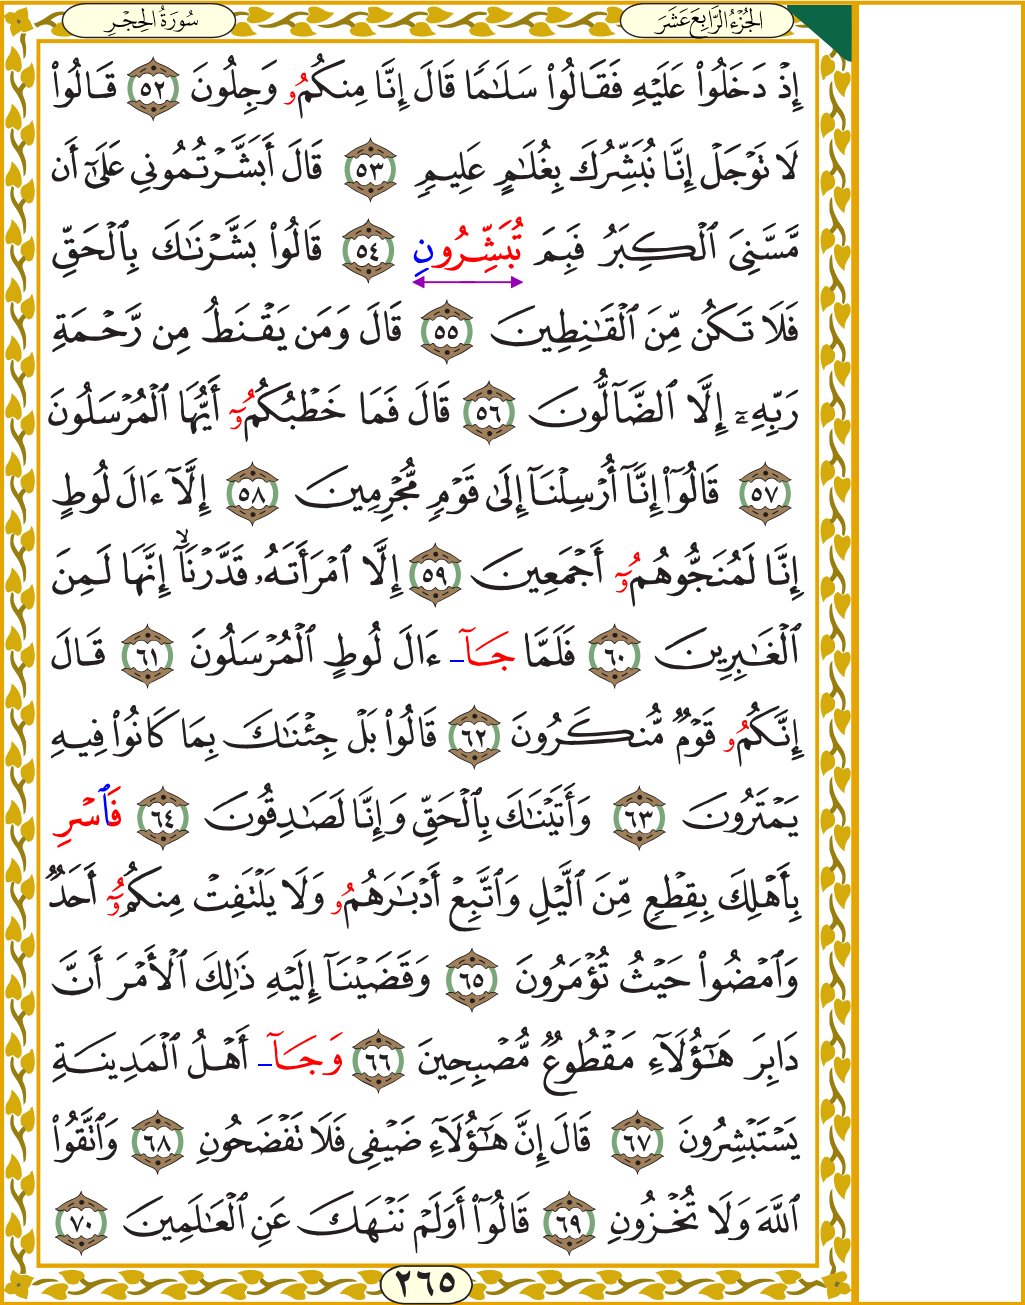 الجُزْءُ الرَّابِعَ عَشَرَ
سُورَةُ الحِجْرِ
إِذْ دَخَلُواْ عَلَيْهِ فَقَالُواْ سَلَٰمٗا قَالَ إِنَّا مِنكُمُۥ وَجِلُونَ ٥٢ قَالُواْ
لَا تَوْجَلْ إِنَّا نُبَشِّرُكَ بِغُلَٰمٍ عَلِيمٖ ٥٣ قَالَ أَبَشَّرْتُمُونِي عَلَىٰٓ أَن
مَّسَّنِيَ ٱلْكِبَرُ فَبِمَ تُبَشِّرُونِ ٥٤ قَالُواْ بَشَّرْنَٰكَ بِٱلْحَقِّ
فَلَا تَكُن مِّنَ ٱلْقَٰنِطِينَ ٥٥ قَالَ وَمَن يَقْنَطُ مِن رَّحْمَةِ
رَبِّهِۦٓ إِلَّا ٱلضَّآلُّونَ ٥٦ قَالَ فَمَا خَطْبُكُمُۥٓ أَيُّهَا ٱلْمُرْسَلُونَ
٥٧ قَالُوٓاْ إِنَّآ أُرْسِلْنَآ إِلَىٰ قَوْمٖ مُّجْرِمِينَ ٥٨ إِلَّآ ءَالَ لُوطٍ
إِنَّا لَمُنَجُّوهُمُۥٓ أَجْمَعِينَ ٥٩ إِلَّا ٱمْرَأَتَهُۥ قَدَّرْنَآۙ إِنَّهَا لَمِنَ
ٱلْغَٰبِرِينَ ٦٠ فَلَمَّا جَآ ءَالَ لُوطٍ ٱلْمُرْسَلُونَ ٦١ قَالَ
إِنَّكُمُۥ قَوْمٞ مُّنكَرُونَ ٦٢ قَالُواْ بَلْ جِئْنَٰكَ بِمَا كَانُواْ فِيهِ
يَمْتَرُونَ ٦٣ وَأَتَيْنَٰكَ بِٱلْحَقِّ وَإِنَّا لَصَٰدِقُونَ ٦٤ فَٱسْرِ
بِأَهْلِكَ بِقِطْعٖ مِّنَ ٱلَّيْلِ وَٱتَّبِعْ أَدْبَٰرَهُمُۥ وَلَا يَلْتَفِتْ مِنكُمُۥٓ أَحَدٞ
وَٱمْضُواْ حَيْثُ تُؤْمَرُونَ ٦٥ وَقَضَيْنَآ إِلَيْهِ ذَٰلِكَ ٱلْأَمْرَ أَنَّ
دَابِرَ هَٰٓؤُلَآءِ مَقْطُوعٞ مُّصْبِحِينَ ٦٦ وَجَآ أَهْلُ ٱلْمَدِينَةِ
يَسْتَبْشِرُونَ ٦٧ قَالَ إِنَّ هَٰٓؤُلَآءِ ضَيْفِي فَلَا تَفْضَحُونِ ٦٨ وَٱتَّقُواْ
ٱللَّهَ وَلَا تُخْزُونِ ٦٩ قَالُوٓاْ أَوَلَمْ نَنْهَكَ عَنِ ٱلْعَٰلَمِينَ ٧٠
٢٦٥